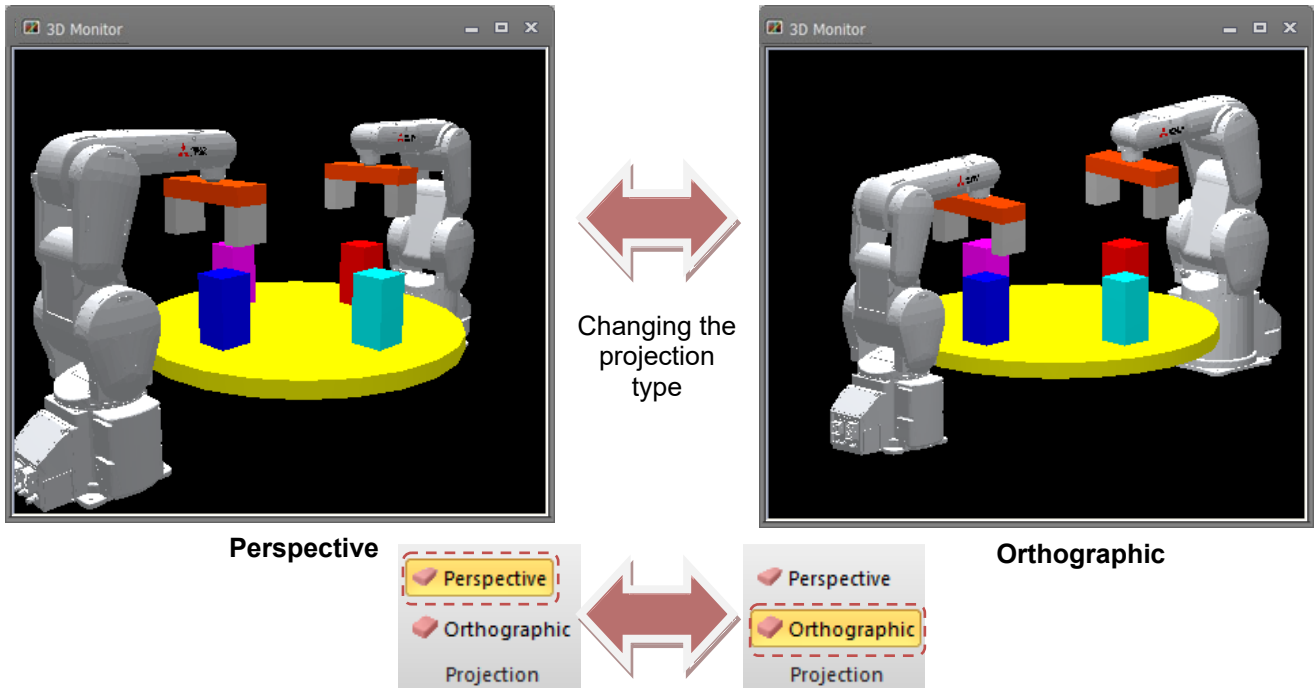 3D Monitor
3D Monitor
Changing the
projection
type
Perspective
Orthographic
Perspective
Orthographic
Projection
Perspective
Orthographic
Projection